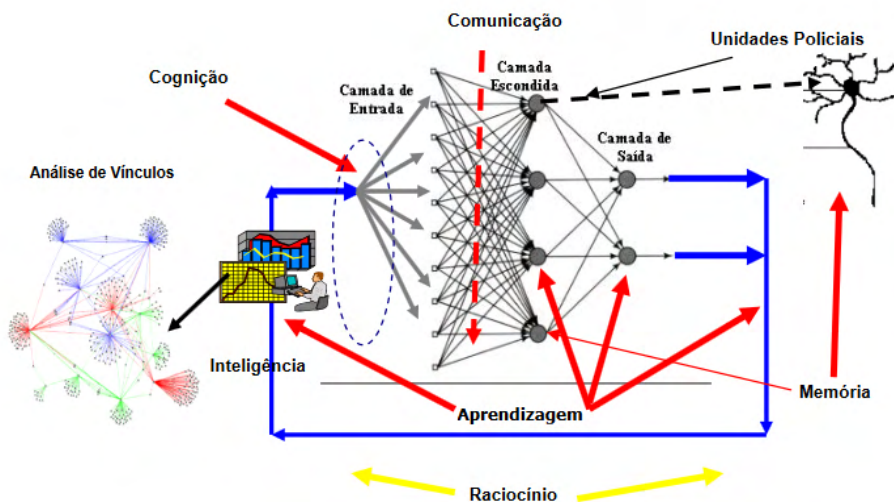 Comunicação
Unidades Policiais
Cognição
Camada de
Entrada
Camada
Escondida
Camada de
Saída
Análise de Vínculos
Inteligência
Aprendizagem
Memória
Raciocínio